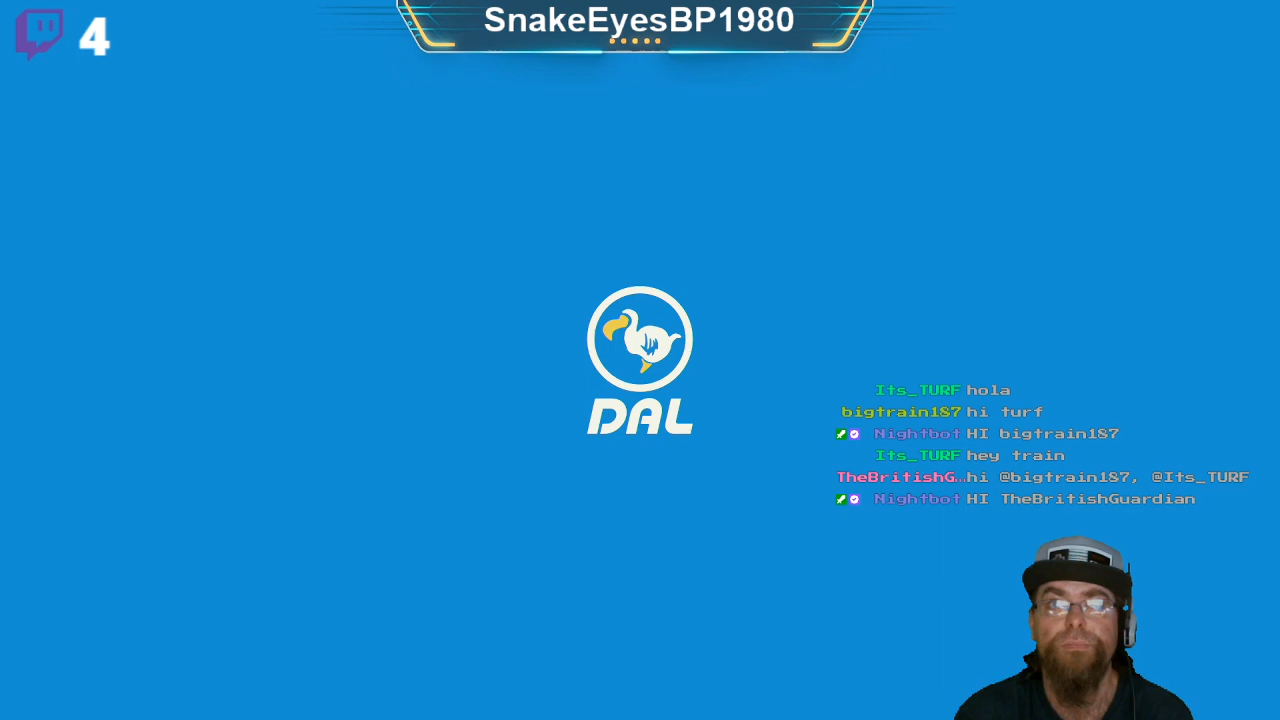 4
SnakeEyesBP1980
DAL
Its_TURF hola
bigtrain187 hi turf
Nightbot HI bigtrain187
Its_TURF hey train
TheBritishG… hi @bigtrain187, @Its_TURF
Nightbot HI TheBritishGuardian